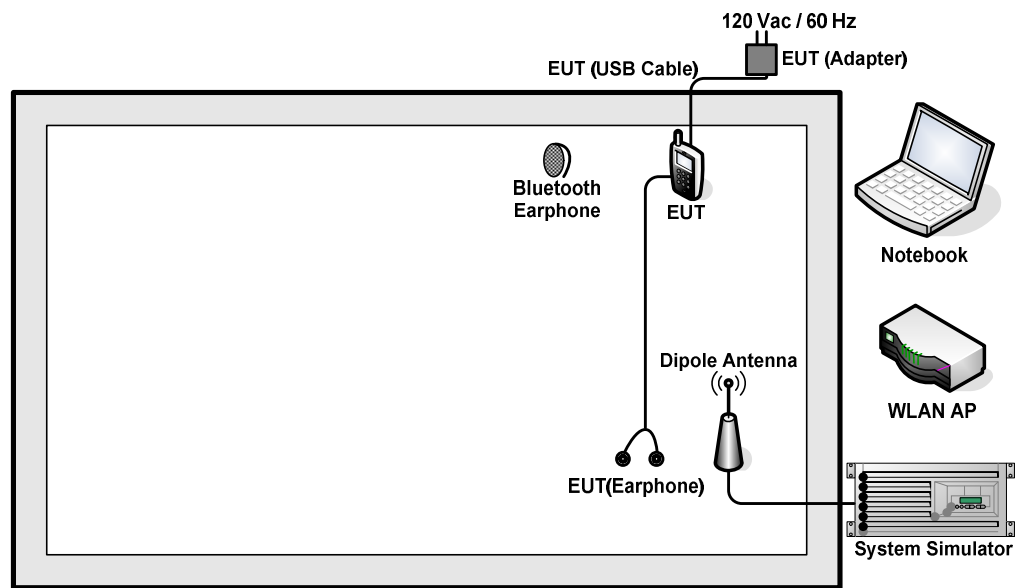 120 Vac / 60 Hz
EUT (Adapter)
EUT (USB Cable)
Bluetooth
Earphone
EUT
Notebook
Dipole Antenna
WLAN AP
EUT(Earphone)
System Simulator